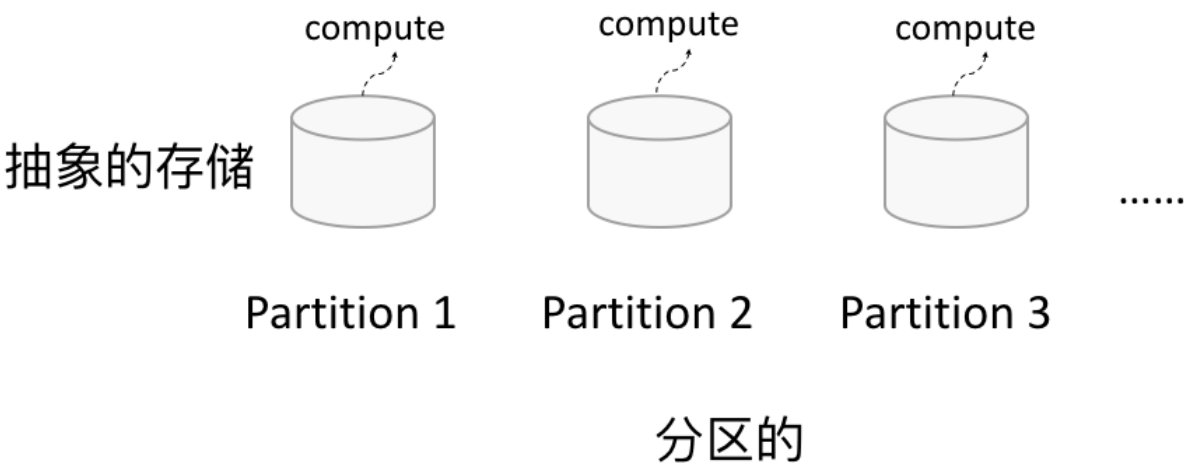 compute compute compute
抽象的存储
……
Partition 1 Partition 2 Partition 3
分区的